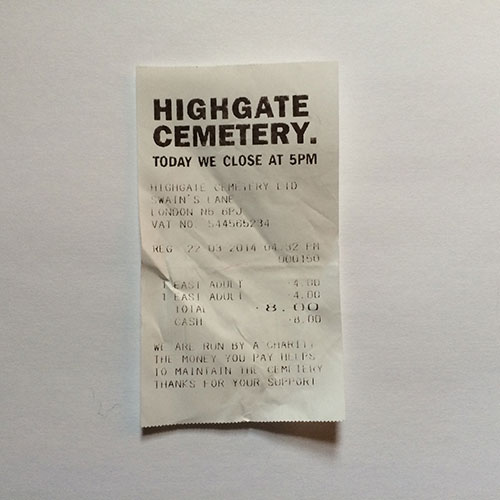 HIGHGATE
CEMETERY.
TODAY WE CLOSE AT 5PM
HIGHGATE CEMETERY LTD
SWAIN'S LANE
LONDON N6 6PJ
VAT NO. 544565234
REG 22-03-2014 04:32 PM
000150
1 EAST ADULT ·4.00
1 EAST ADULT ·4.00
TOTAL ·8.00
CASH ·8.00
WE ARE RUN BY A CHARITY
THE MONEY YOU PAY HELPS
TO MAINTAIN THE CEMETERY
THANKS FOR YOUR SUPPORT